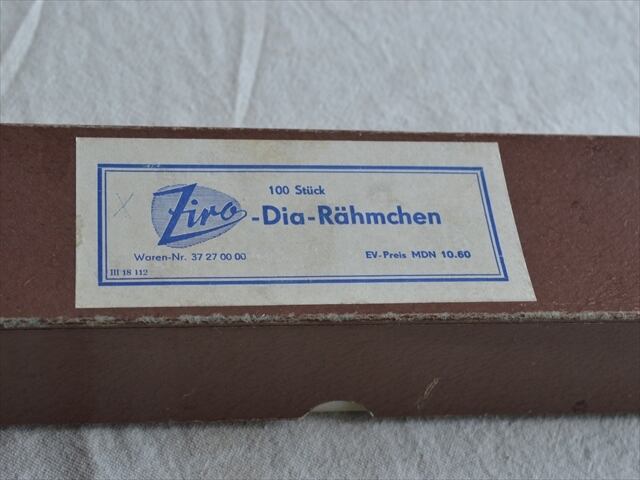 100 Stück
Ziro-Dia-Rähmchen
Waren-Nr. 37 27 00 00
EV-Preis MDN 10.60
III 18 112